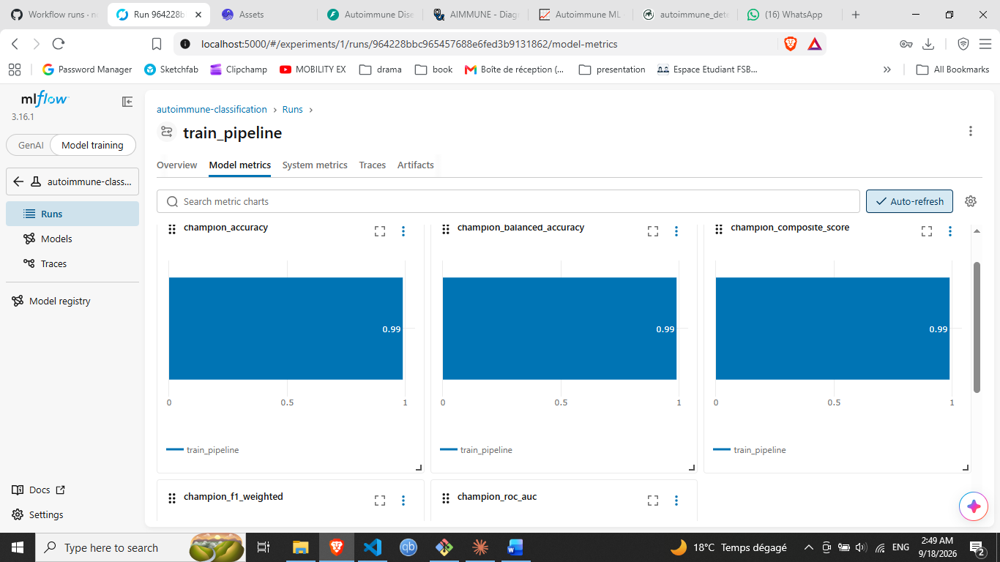 Workflow runs · no
Run 964228b
Assets
Autoimmune Dise
AIMMUNE - Diagn
Autoimmune ML
autoimmune_dete
(16) WhatsApp
localhost:5000/#/experiments/1/runs/964228bbc965457688e6fed3b9131862/model-metrics
Password Manager
Sketchfab
Clipchamp
MOBILITY EX
drama
book
Boîte de réception (...
presentation
Espace Etudiant FSB...
»
All Bookmarks
mlflow
3.16.1
GenAI
Model training
autoimmune-class...
Runs
Models
Traces
Model registry
Docs
Settings
autoimmune-classification › Runs ›
train_pipeline
Overview
Model metrics
System metrics
Traces
Artifacts
Search metric charts
Auto-refresh
champion_accuracy
0.99
0 0.5 1
train_pipeline
champion_balanced_accuracy
0.99
0 0.5 1
train_pipeline
champion_composite_score
0.99
0 0.5 1
train_pipeline
champion_f1_weighted
champion_roc_auc
Type here to search
qb
W
18°C Temps dégagé
ENG
2:49 AM
9/18/2026
2